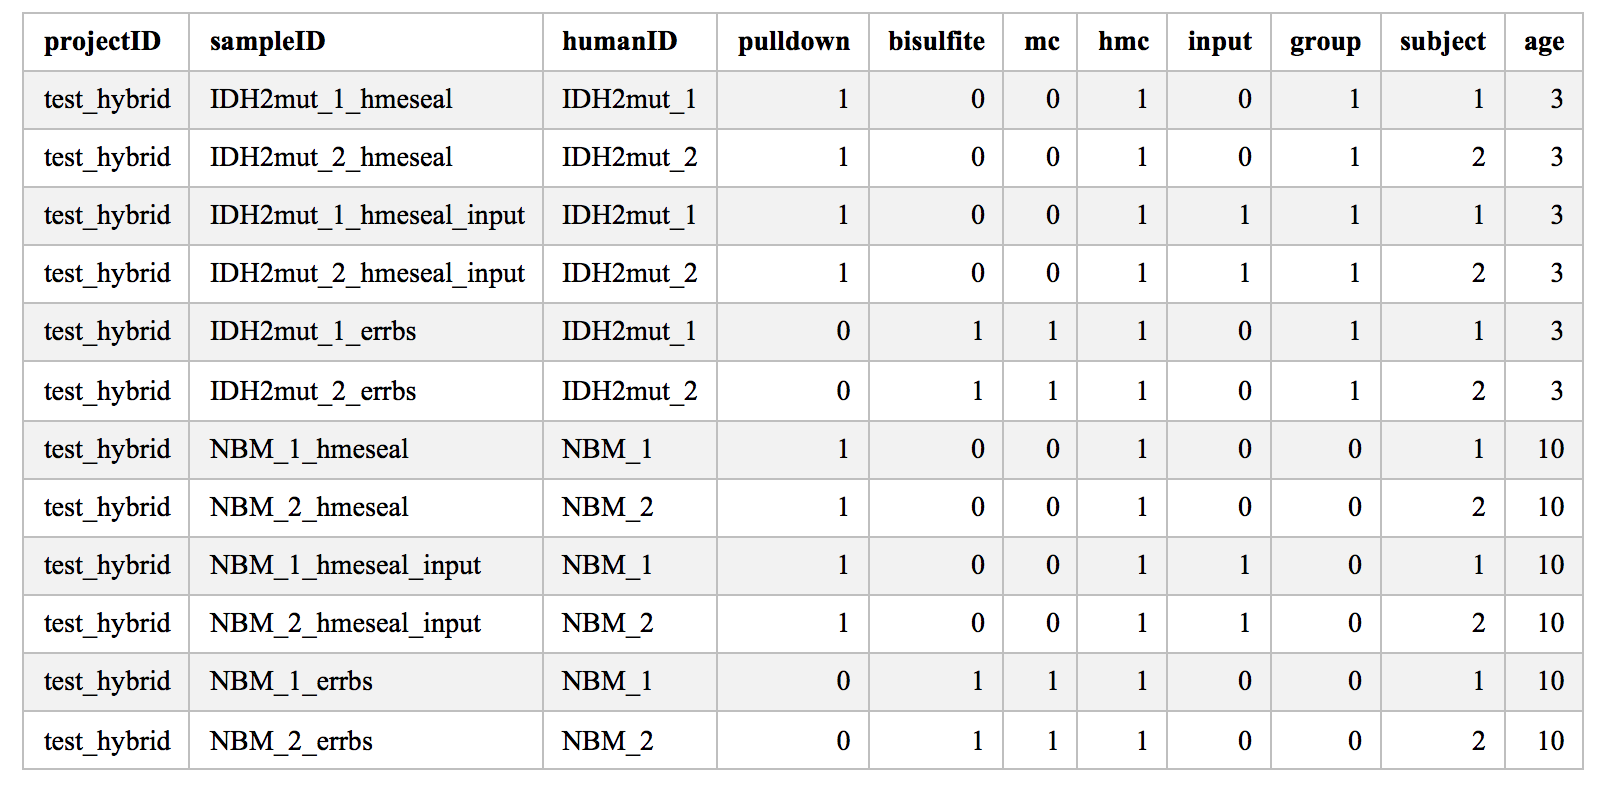 projectID sampleID humanID pulldown bisulfite mc hmc input group subject age
test_hybrid IDH2mut_1_hmeseal IDH2mut_1 1 0 0 1 0 1 1 3
test_hybrid IDH2mut_2_hmeseal IDH2mut_2 1 0 0 1 0 1 2 3
test_hybrid IDH2mut_1_hmeseal_input IDH2mut_1 1 0 0 1 1 1 1 3
test_hybrid IDH2mut_2_hmeseal_input IDH2mut_2 1 0 0 1 1 1 2 3
test_hybrid IDH2mut_1_errbs IDH2mut_1 0 1 1 1 0 1 1 3
test_hybrid IDH2mut_2_errbs IDH2mut_2 0 1 1 1 0 1 2 3
test_hybrid NBM_1_hmeseal NBM_1 1 0 0 1 0 0 1 10
test_hybrid NBM_2_hmeseal NBM_2 1 0 0 1 0 0 2 10
test_hybrid NBM_1_hmeseal_input NBM_1 1 0 0 1 1 0 1 10
test_hybrid NBM_2_hmeseal_input NBM_2 1 0 0 1 1 0 2 10
test_hybrid NBM_1_errbs NBM_1 0 1 1 1 0 0 1 10
test_hybrid NBM_2_errbs NBM_2 0 1 1 1 0 0 2 10